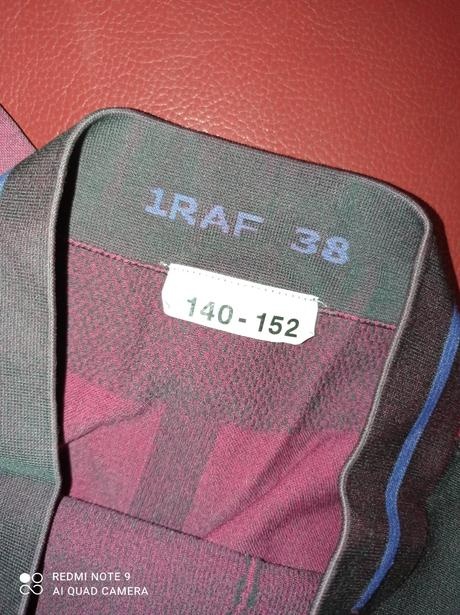 1RAF 38
140-152
REDMI NOTE 9
AI QUAD CAMERA